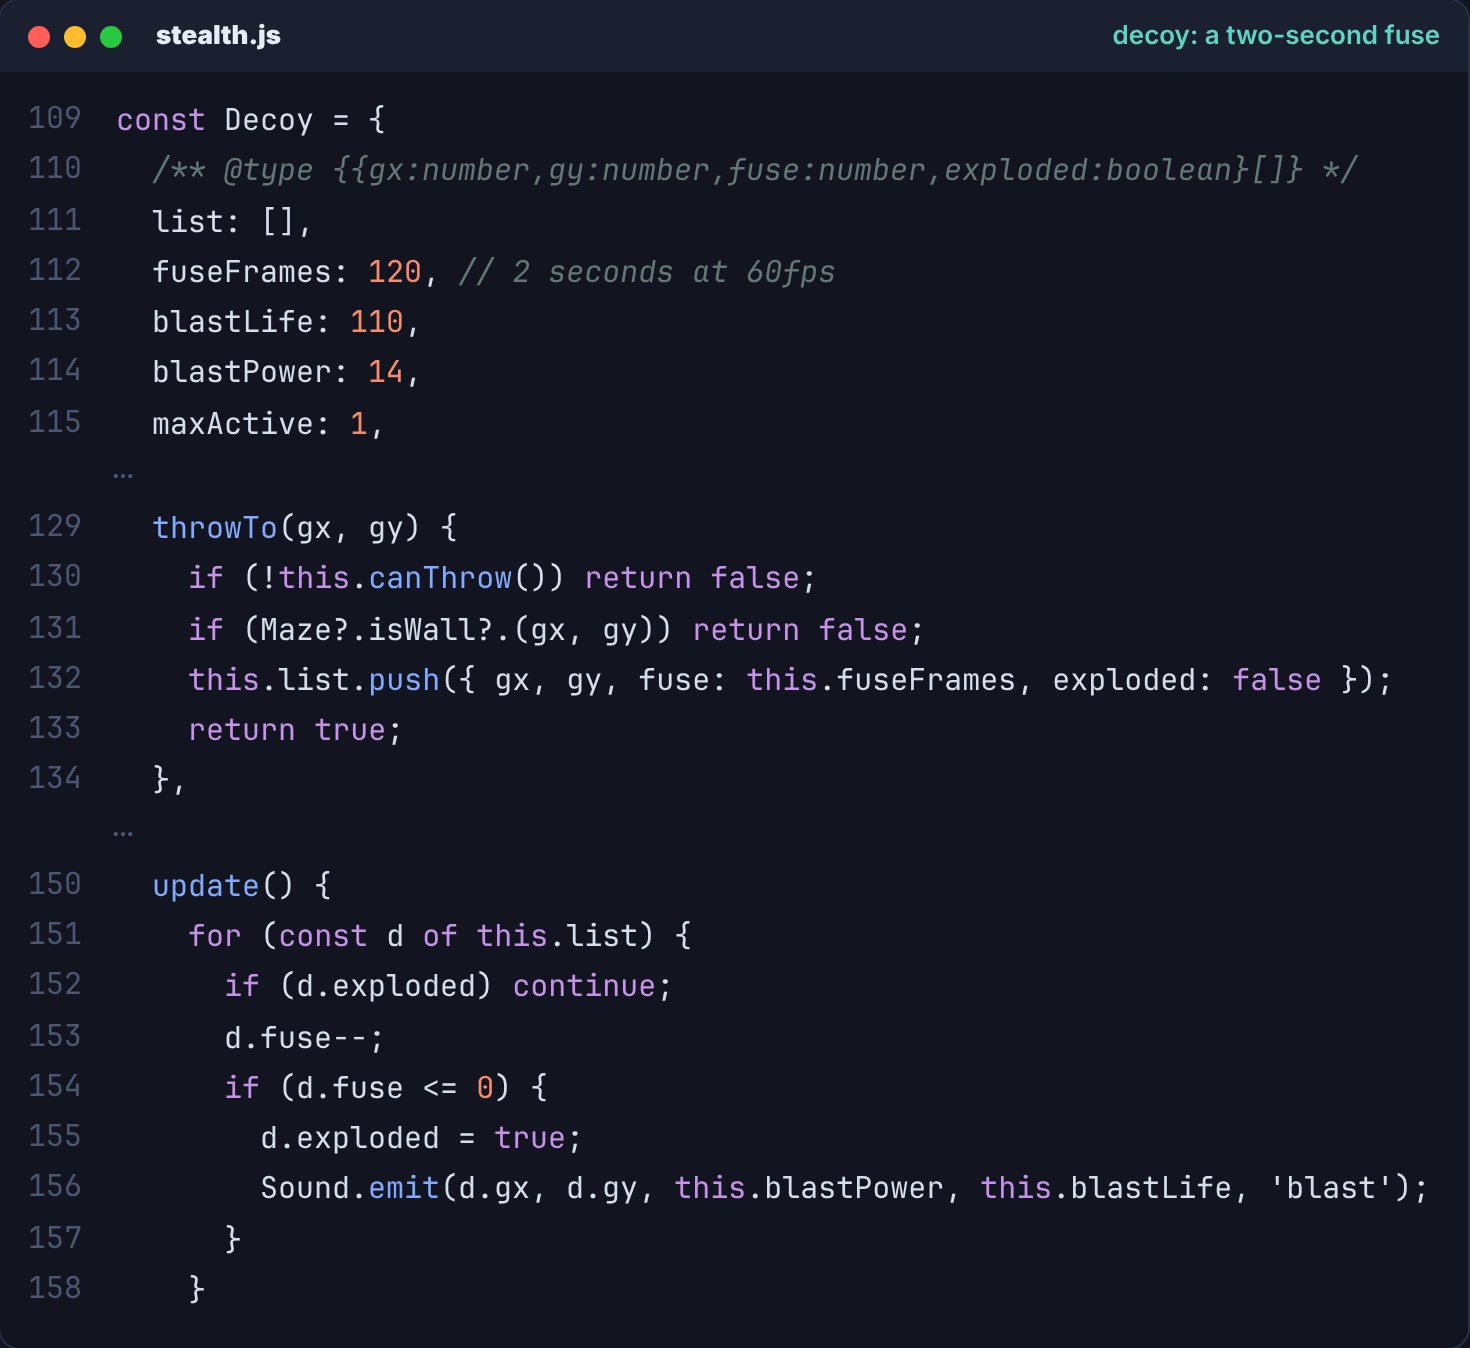 stealth.js
decoy: a two-second fuse
109 const Decoy = {
110   /** @type {{gx:number,gy:number,fuse:number,exploded:boolean}[]} */
111   list: [],
112   fuseFrames: 120, // 2 seconds at 60fps
113   blastLife: 110,
114   blastPower: 14,
115   maxActive: 1,
…
129   throwTo(gx, gy) {
130     if (!this.canThrow()) return false;
131     if (Maze?.isWall?.(gx, gy)) return false;
132     this.list.push({ gx, gy, fuse: this.fuseFrames, exploded: false });
133     return true;
134   },
…
150   update() {
151     for (const d of this.list) {
152       if (d.exploded) continue;
153       d.fuse--;
154       if (d.fuse <= 0) {
155         d.exploded = true;
156         Sound.emit(d.gx, d.gy, this.blastPower, this.blastLife, 'blast');
157       }
158     }